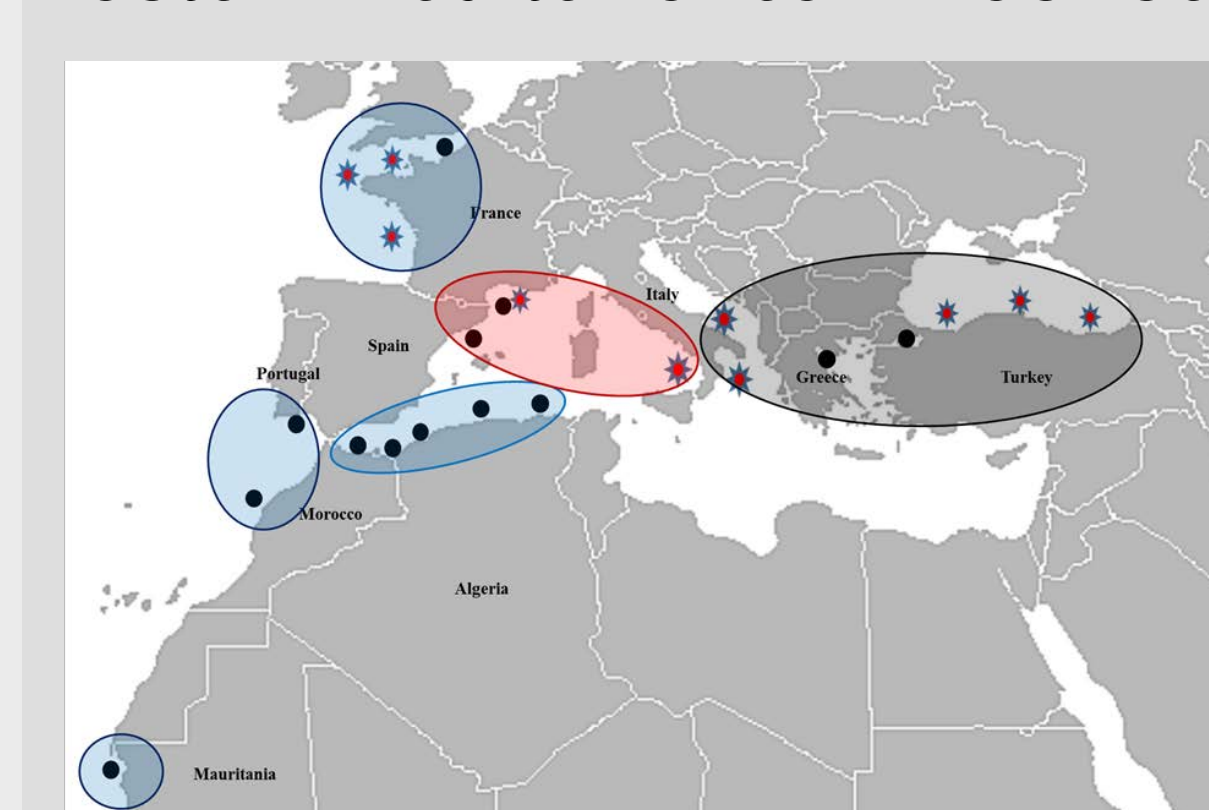 France
Italy
Spain
Portugal
Greece
Turkey
Morocco
Algeria
Mauritania